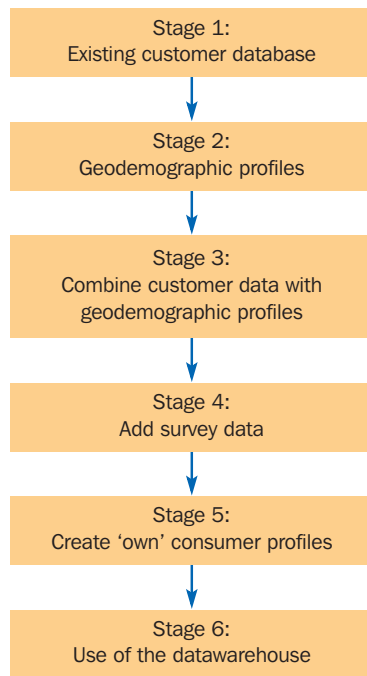 Stage 1:
Existing customer database
Stage 2:
Geodemographic profiles
Stage 3:
Combine customer data with
geodemographic profiles
Stage 4:
Add survey data
Stage 5:
Create ‘own’ consumer profiles
Stage 6:
Use of the datawarehouse